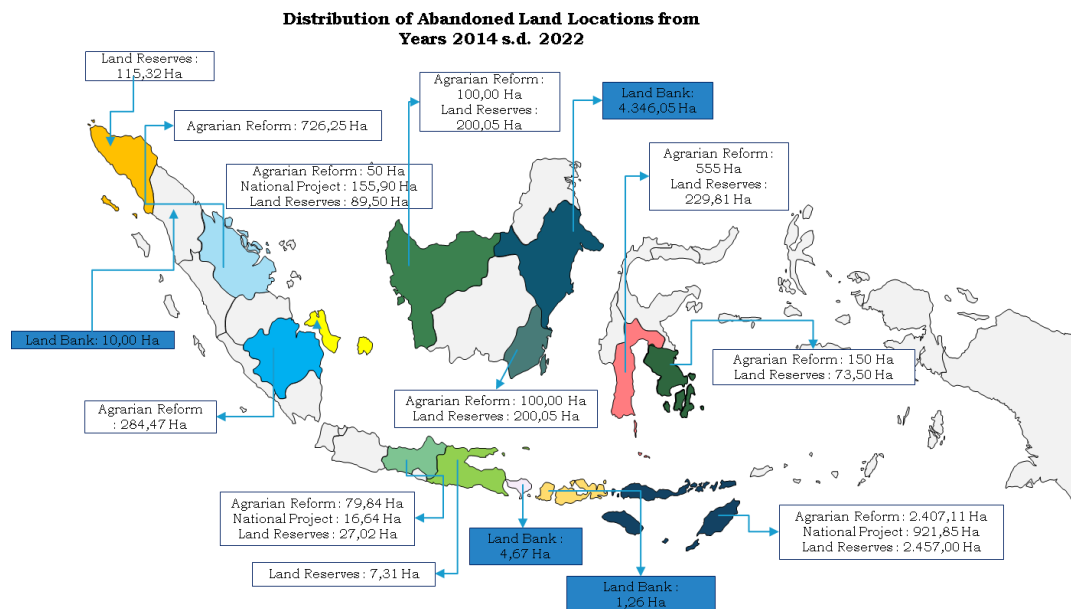 Distribution of Abandoned Land Locations from
Years 2014 s.d. 2022
Land Reserves :
115,32 Ha
Agrarian Reform : 726,25 Ha
Agrarian Reform : 50 Ha
National Project : 155,90 Ha
Land Reserves : 89,50 Ha
Agrarian Reform :
100,00 Ha
Land Reserves :
200,05 Ha
Land Bank:
4.346,05 Ha
Agrarian Reform :
555 Ha
Land Reserves :
229,81 Ha
Land Bank: 10,00 Ha
Agrarian Reform
: 284,47 Ha
Agrarian Reform : 100,00 Ha
Land Reserves : 200,05 Ha
Agrarian Reform : 150 Ha
Land Reserves : 73,50 Ha
Agrarian Reform : 79,84 Ha
National Project : 16,64 Ha
Land Reserves : 27,02 Ha
Land Reserves : 7,31 Ha
Land Bank :
4,67 Ha
Land Bank :
1,26 Ha
Agrarian Reform : 2.407,11 Ha
National Project : 921,85 Ha
Land Reserves : 2.457,00 Ha